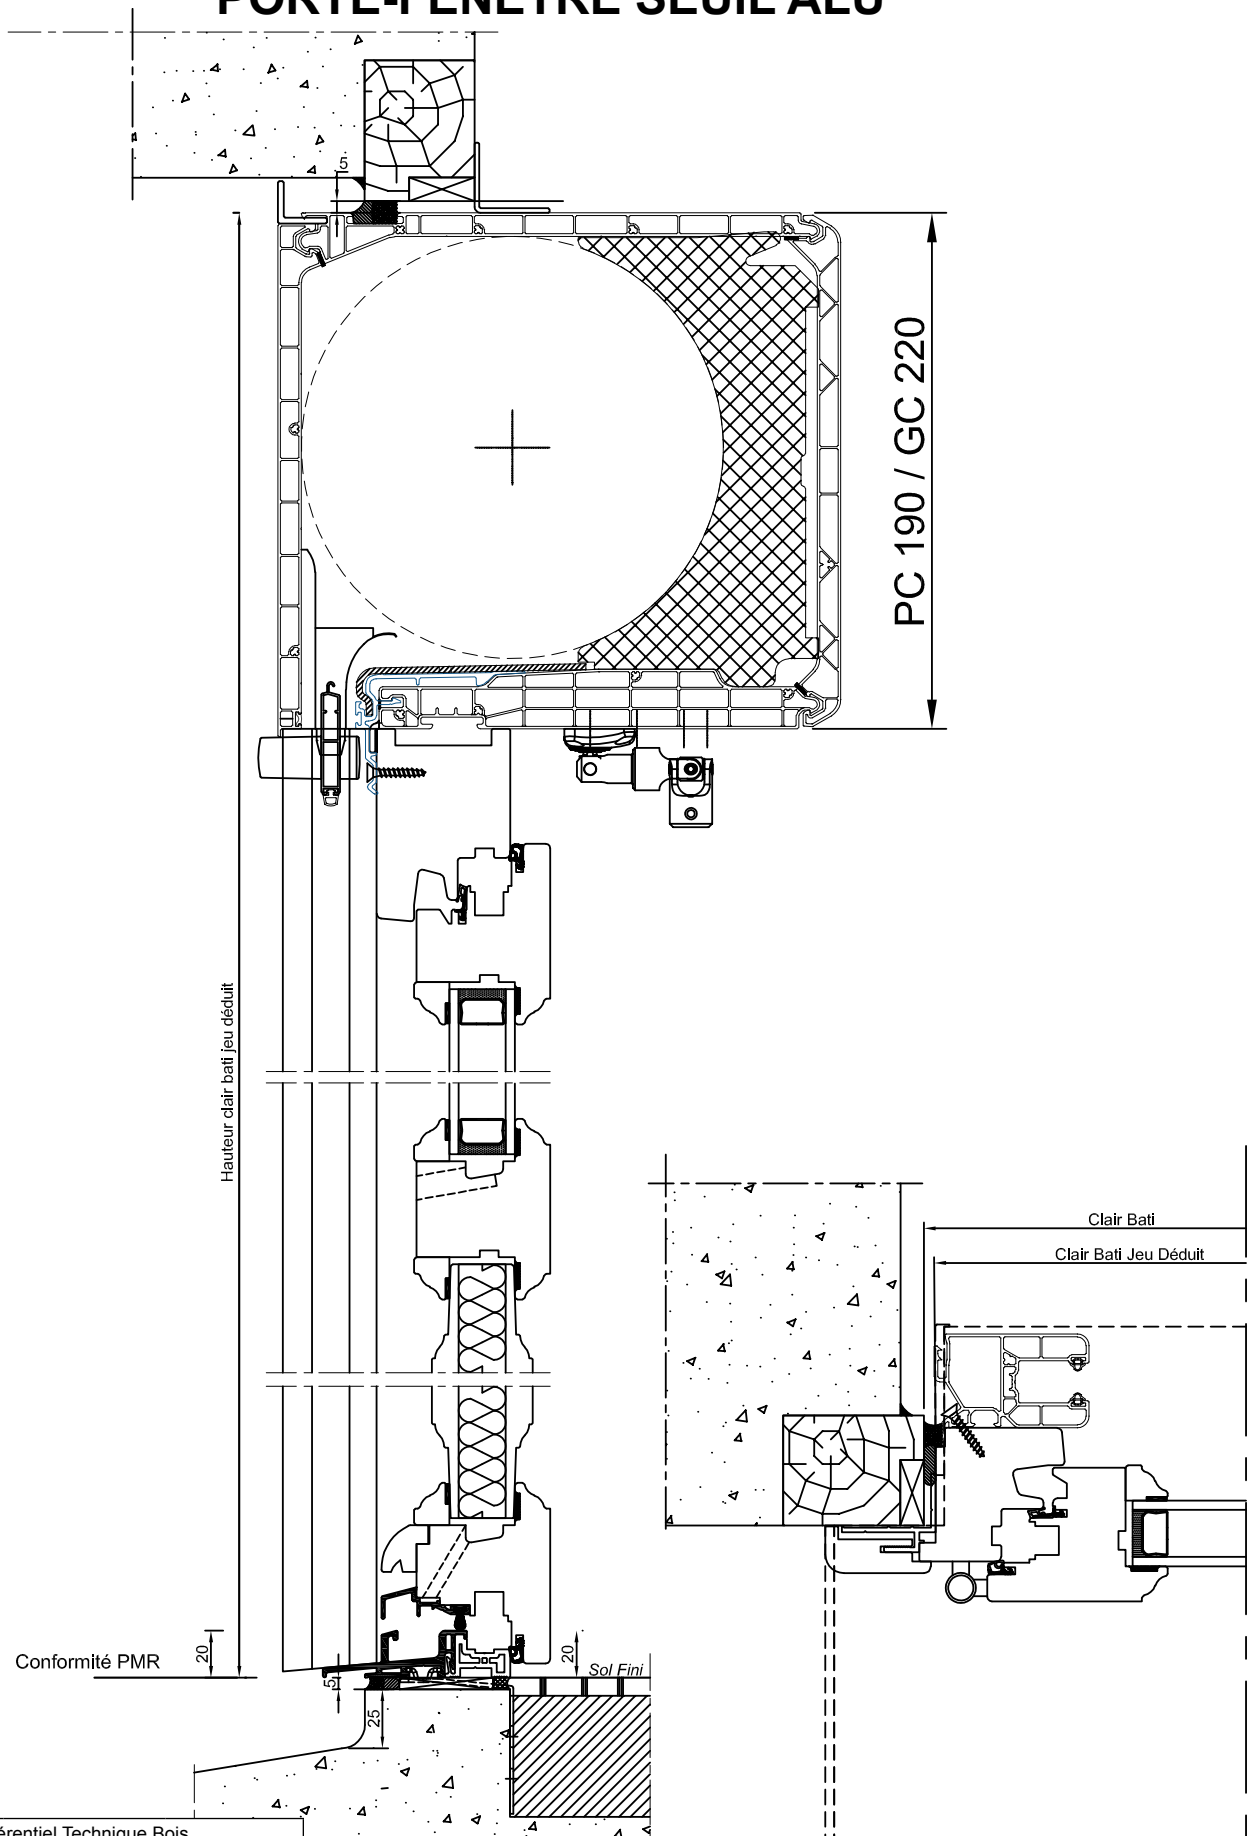 PORTE-FENETRE SEUIL ALU
5
PC 190 / GC 220
Hauteur clair bati jeu déduit
Clair Bati
Clair Bati Jeu Déduit
Conformité PMR
20
20
Sol Fini
5
25
érentiel Technique Bois